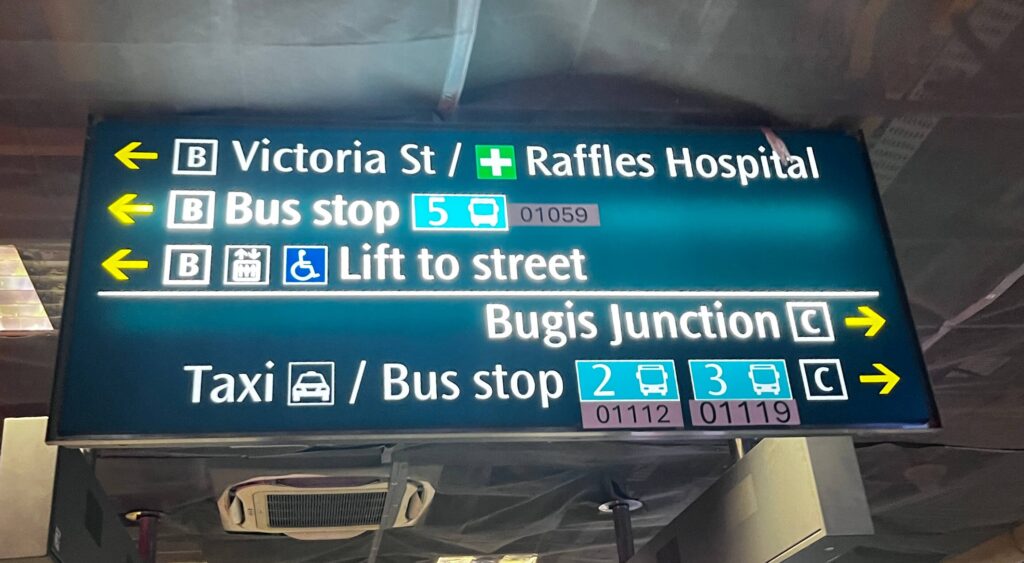 B Victoria St / Raffles Hospital
B Bus stop 5 01059
B Lift to street
Bugis Junction C
Taxi / Bus stop 2 3 C
01112 01119